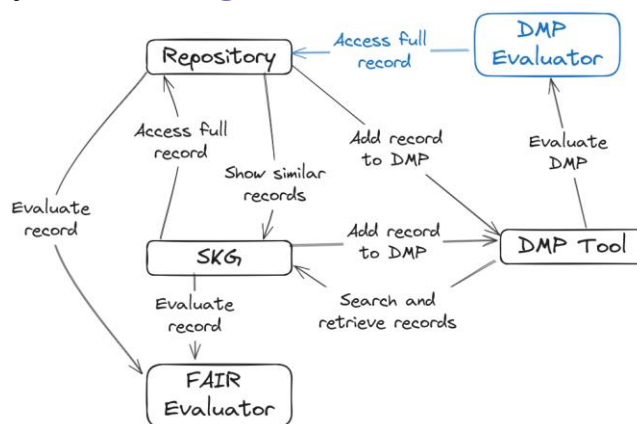 DMP
Evaluator
Access full
record
Repository
Access full
record
Add record
to DMP
Evaluate
DMP
Show similar
records
Evaluate
record
Add record
to DMP
SKG
DMP Tool
Search and
retrieve records
Evaluate
record
FAIR
Evaluator